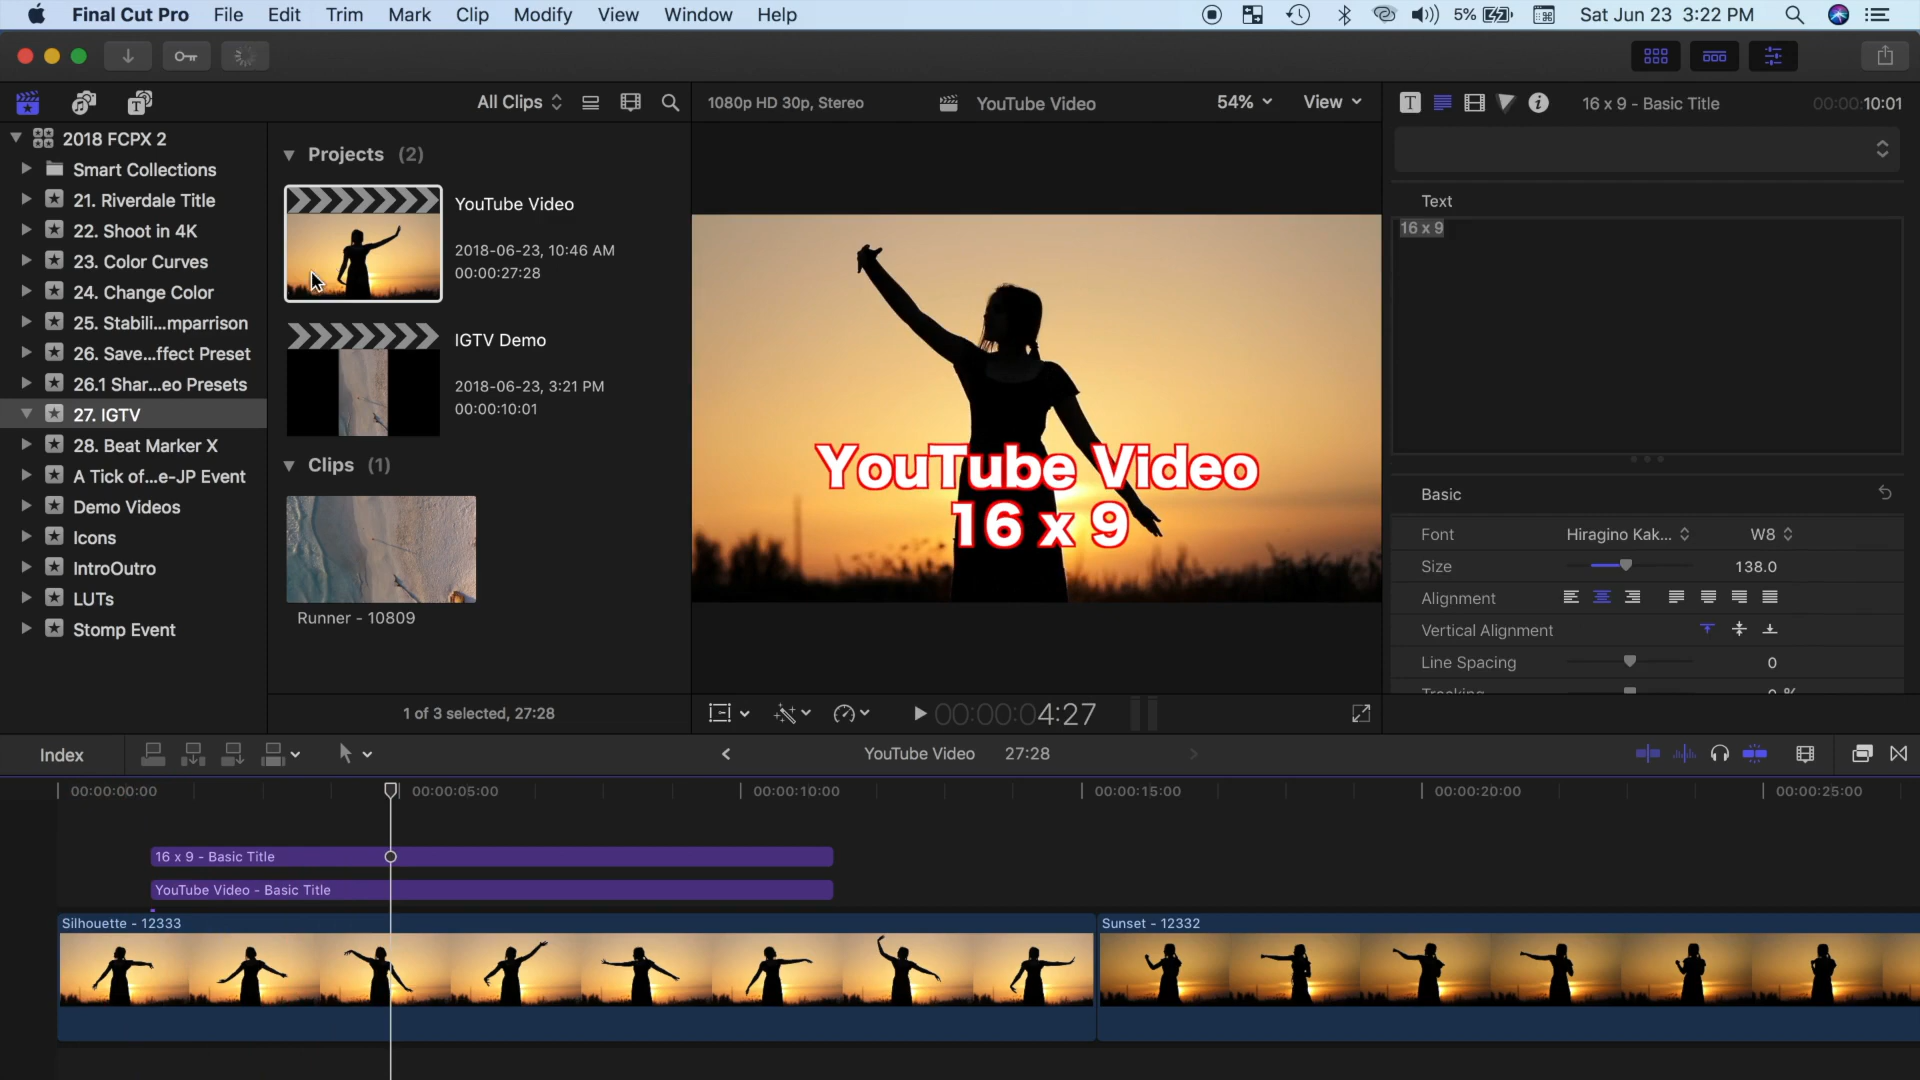 Final Cut Pro File Edit Trim Mark Clip Modify View Window Help 5% Sat Jun 23 3:22 PM
All Clips 1080p HD 30p, Stereo YouTube Video 54% View T i 16 x 9 - Basic Title 00:00:10:01
2018 FCPX 2
Smart Collections
21. Riverdale Title
22. Shoot in 4K
23. Color Curves
24. Change Color
25. Stabili...mparrison
26. Save...ffect Preset
26.1 Shar...eo Presets
27. IGTV
28. Beat Marker X
A Tick of...e-JP Event
Demo Videos
Icons
IntroOutro
LUTs
Stomp Event
Projects (2)
YouTube Video
2018-06-23, 10:46 AM
00:00:27:28
IGTV Demo
2018-06-23, 3:21 PM
00:00:10:01
Clips (1)
Runner - 10809
1 of 3 selected, 27:28
YouTube Video
16 x 9
00:00:04:27
Text
16 x 9
Basic
Font Hiragino Kak... W8
Size 138.0
Alignment
Vertical Alignment
Line Spacing 0
Tracking 0 %
Index YouTube Video 27:28
00:00:00:00 00:00:05:00 00:00:10:00 00:00:15:00 00:00:20:00 00:00:25:00
16 x 9 - Basic Title
YouTube Video - Basic Title
Silhouette - 12333 Sunset - 12332